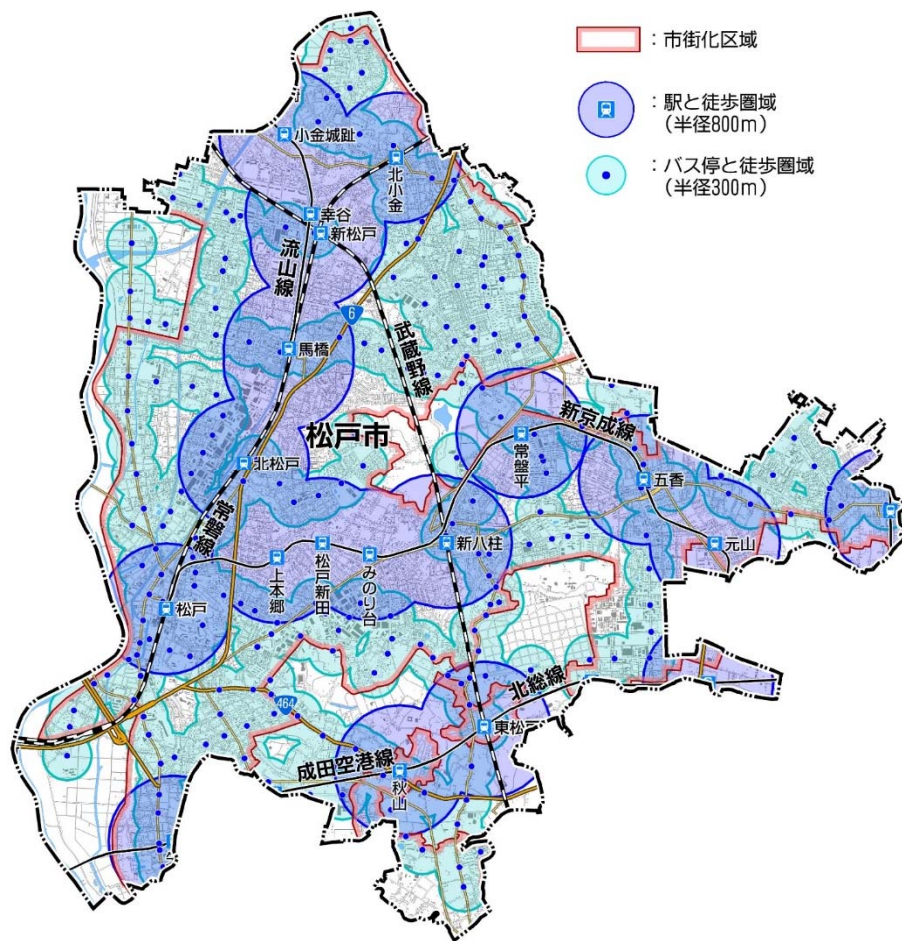 ：市街化区域
：駅と徒歩圏域
（半径800m）
：バス停と徒歩圏域
（半径300m）
小金城趾
北小金
幸谷
新松戸
流山線
6
武蔵野線
馬橋
新京成線
松戸市
常盤平
北松戸
五香
常磐線
新八柱
元山
上本郷
松戸新田
みのり台
松戸
北総線
464
東松戸
成田空港線
秋山